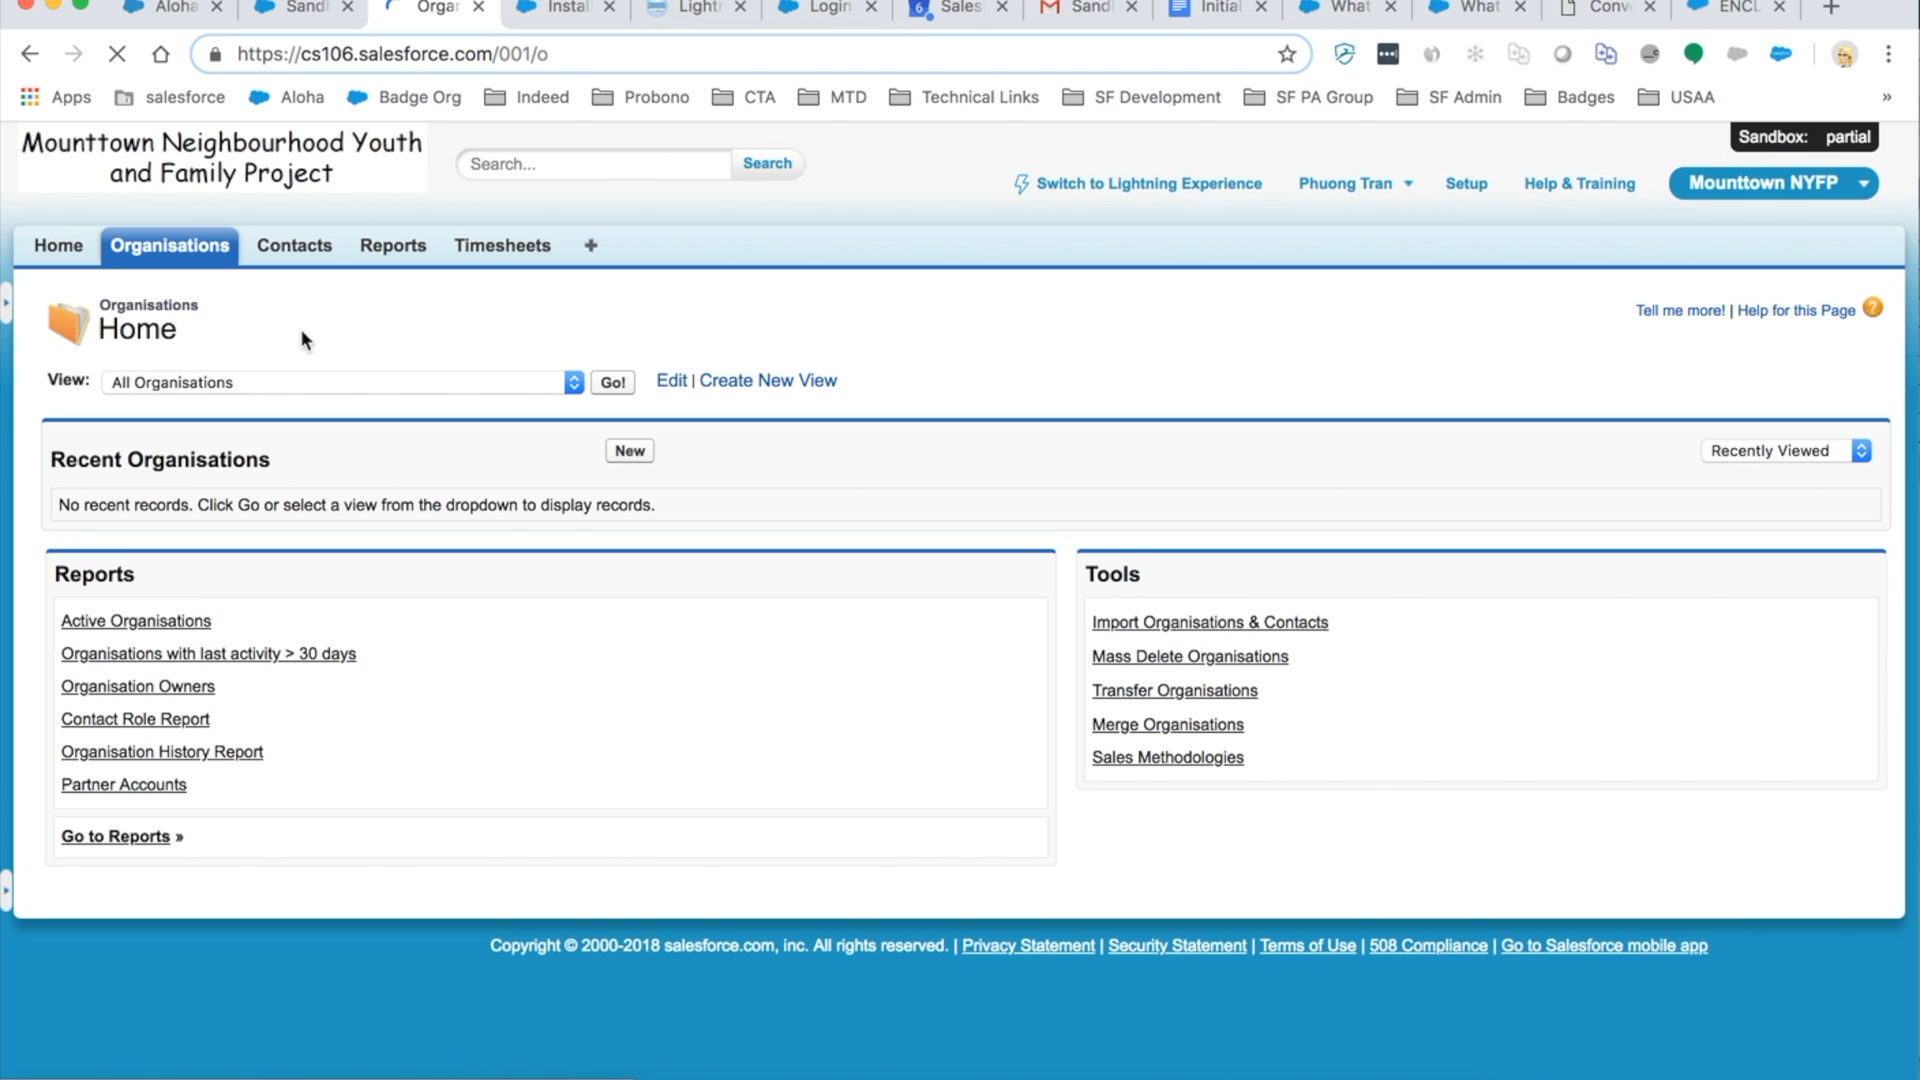 Aloha
Sandl
Orgar
Instal
Lightr
Login
6
Sales
Sandl
Initial
What
What
Conv
ENCL
https://cs106.salesforce.com/001/o
Apps
salesforce
Aloha
Badge Org
Indeed
Probono
CTA
MTD
Technical Links
SF Development
SF PA Group
SF Admin
Badges
USAA
»
Mounttown Neighbourhood Youth
and Family Project
Search...
Search
Sandbox: partial
Switch to Lightning Experience
Phuong Tran
Setup
Help & Training
Mounttown NYFP
Home
Organisations
Contacts
Reports
Timesheets
+
Organisations
Home
Tell me more! | Help for this Page ?
View: All Organisations Go! Edit | Create New View
Recent Organisations
New
Recently Viewed
No recent records. Click Go or select a view from the dropdown to display records.
Reports
Active Organisations
Organisations with last activity > 30 days
Organisation Owners
Contact Role Report
Organisation History Report
Partner Accounts
Go to Reports »
Tools
Import Organisations & Contacts
Mass Delete Organisations
Transfer Organisations
Merge Organisations
Sales Methodologies
Copyright © 2000-2018 salesforce.com, inc. All rights reserved. | Privacy Statement | Security Statement | Terms of Use | 508 Compliance | Go to Salesforce mobile app